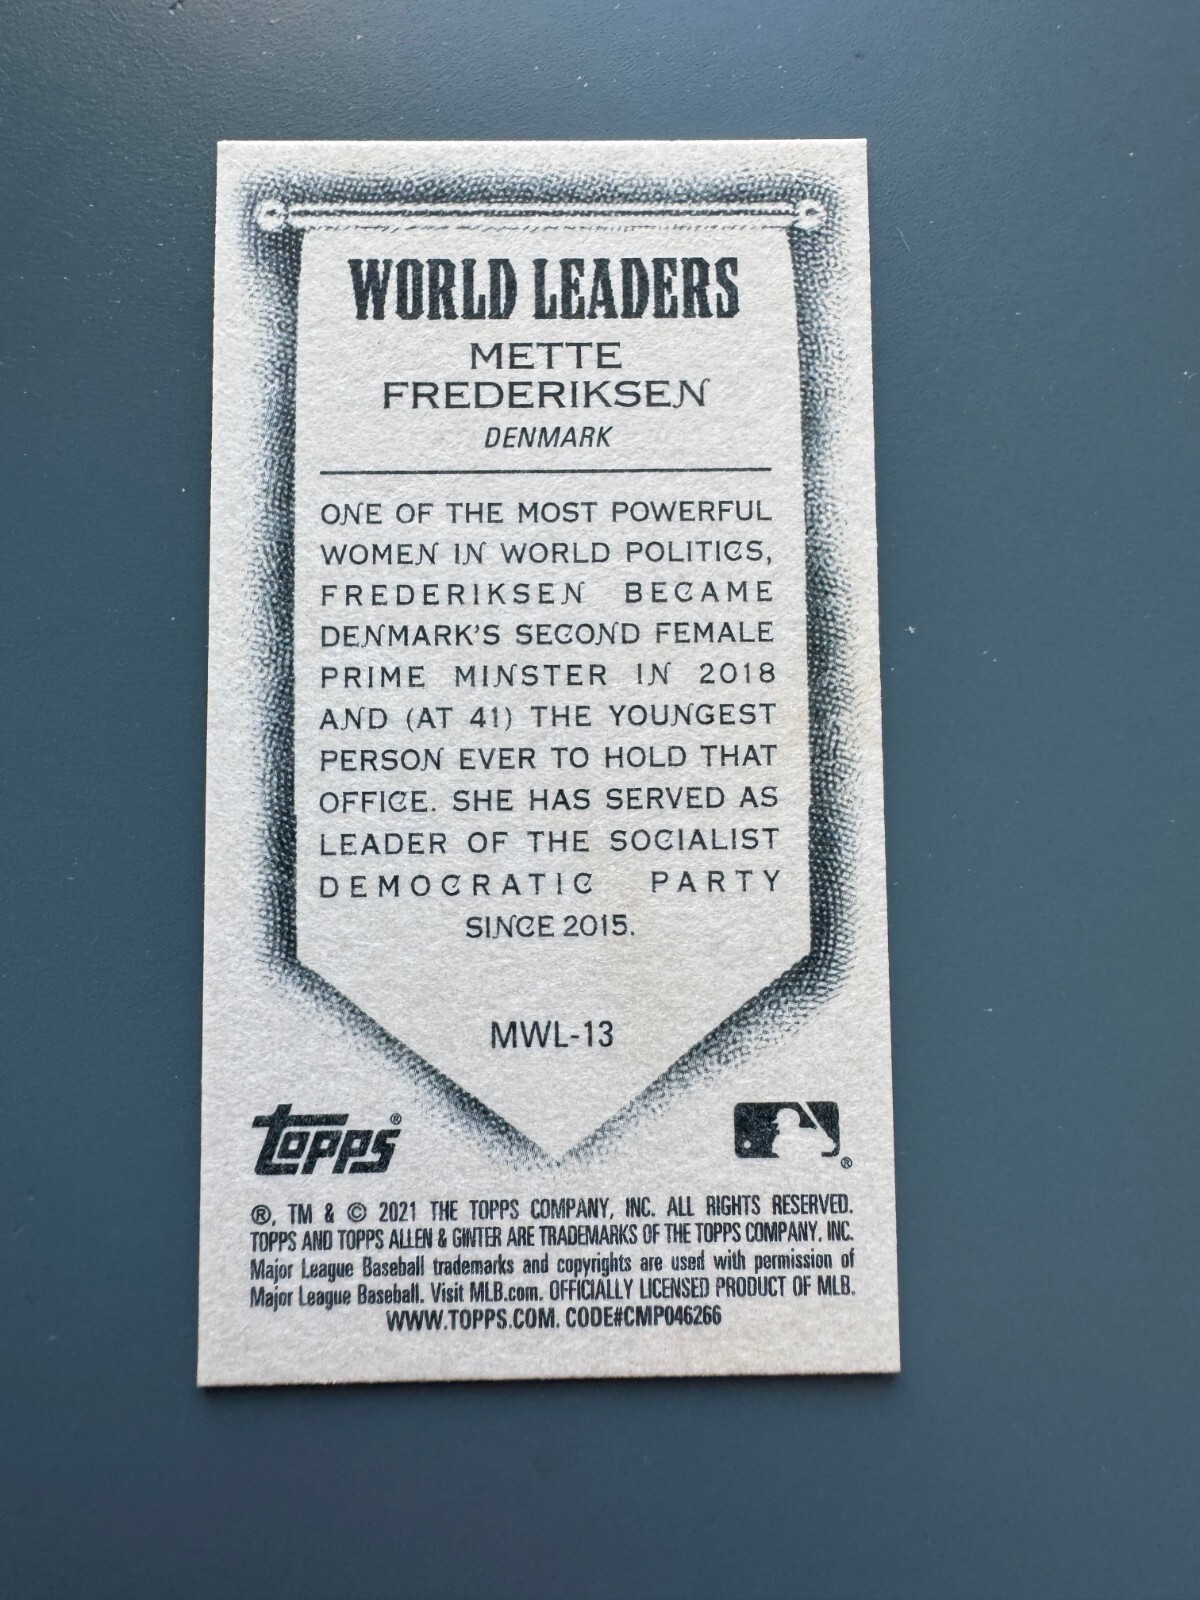 WORLD LEADERS
METTE
FREDERIKSEN
DENMARK
ONE OF THE MOST POWERFUL
WOMEN IN WORLD POLITICS,
FREDERIKSEN BECAME
DENMARK'S SECOND FEMALE
PRIME MINSTER IN 2018
AND (AT 41) THE YOUNGEST
PERSON EVER TO HOLD THAT
OFFICE. SHE HAS SERVED AS
LEADER OF THE SOCIALIST
DEMOCRATIC PARTY
SINCE 2015.
MWL-13
topps®
®
®, TM & © 2021 THE TOPPS COMPANY, INC. ALL RIGHTS RESERVED.
TOPPS AND TOPPS ALLEN & GINTER ARE TRADEMARKS OF THE TOPPS COMPANY, INC.
Major League Baseball trademarks and copyrights are used with permission of
Major League Baseball. Visit MLB.com. OFFICIALLY LICENSED PRODUCT OF MLB.
WWW.TOPPS.COM. CODE#CMP046266